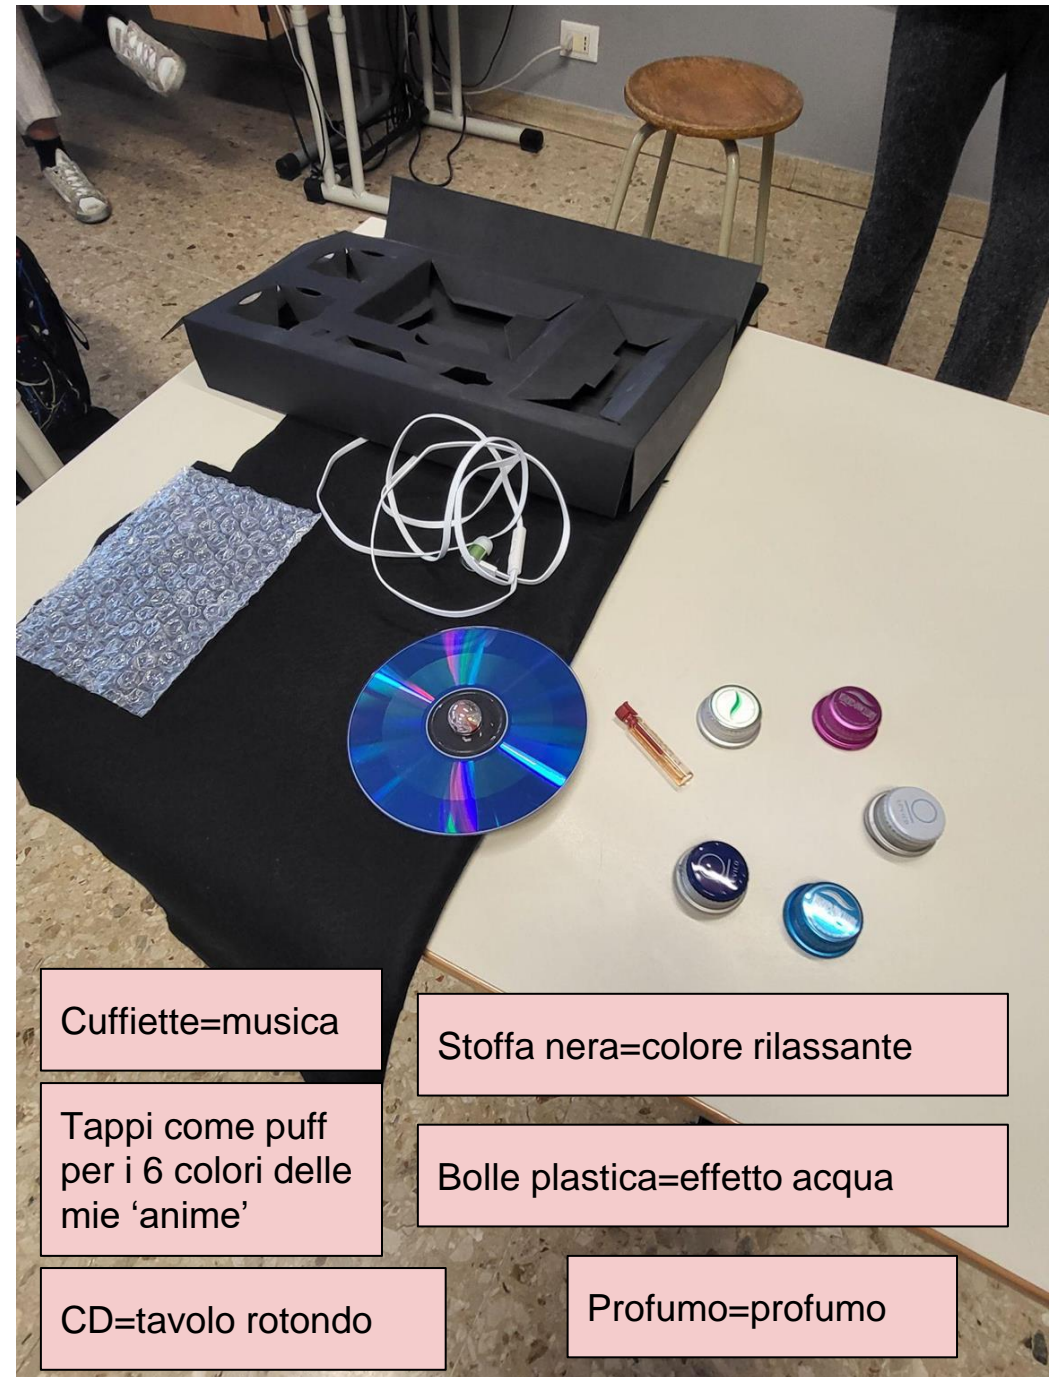 Cuffiette=musica
Stoffa nera=colore rilassante
Tappi come puff
per i 6 colori delle
mie ‘anime’
Bolle plastica=effetto acqua
CD=tavolo rotondo
Profumo=profumo